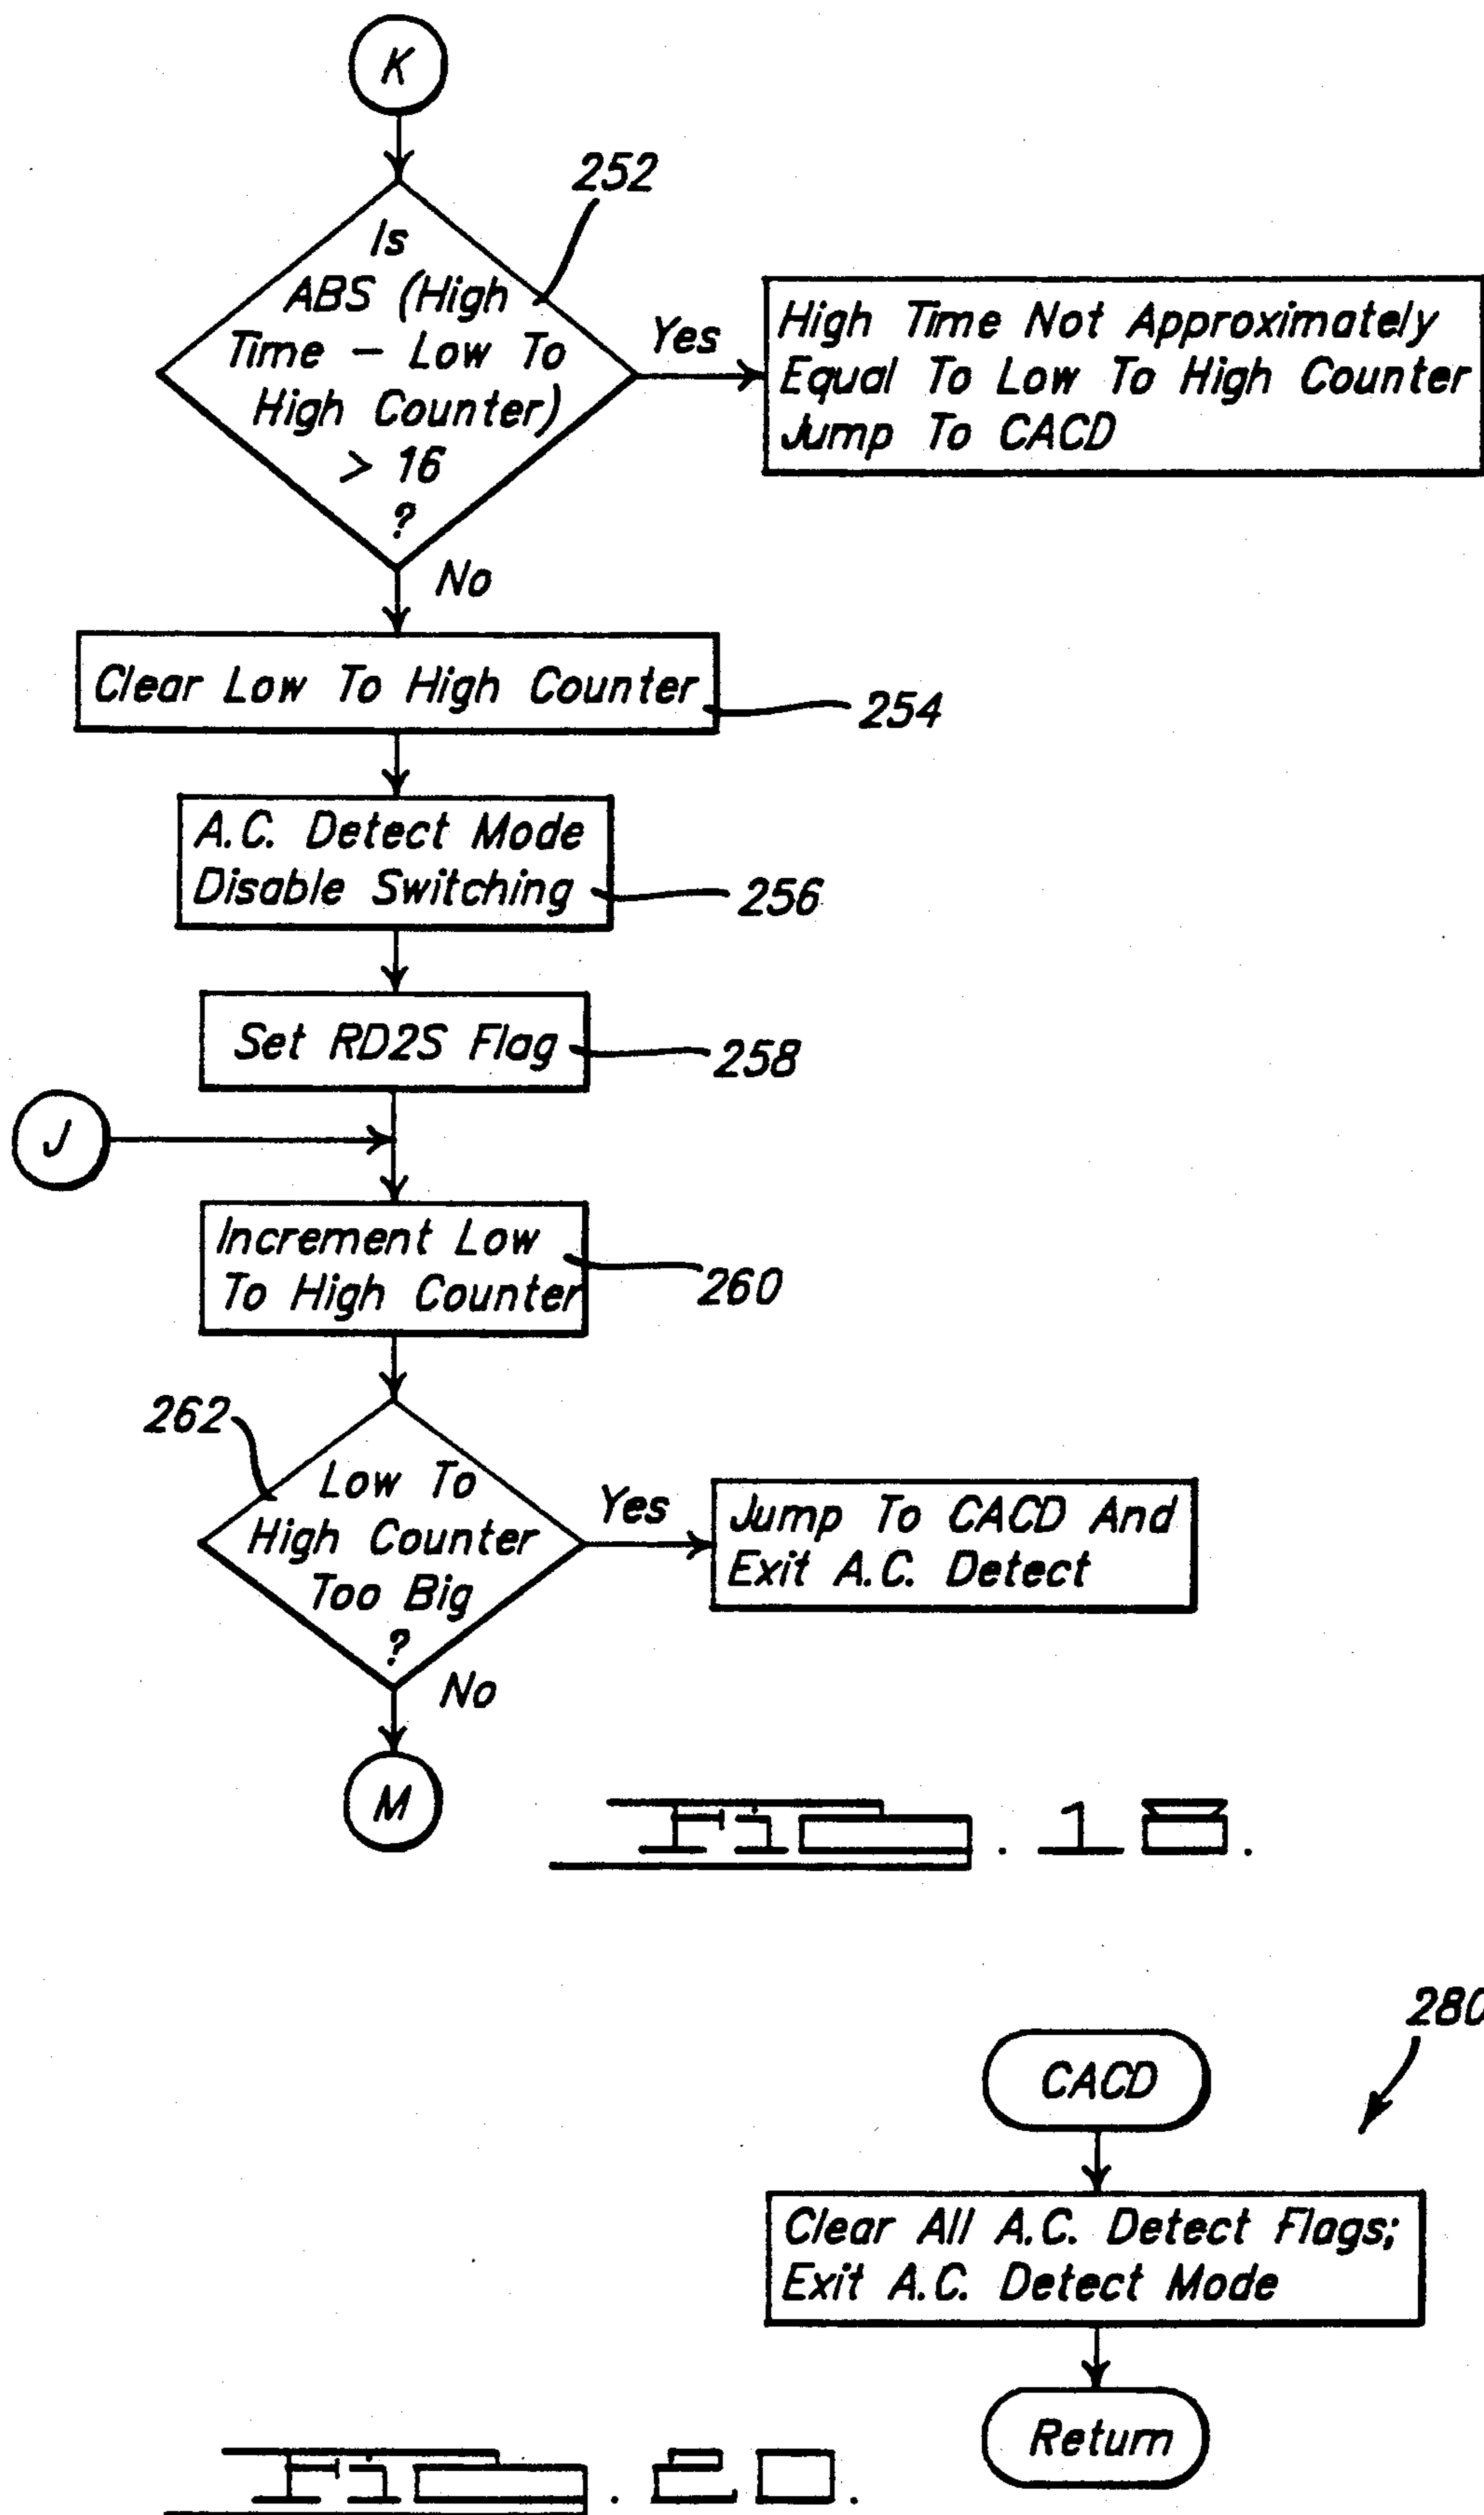 K
252
Is
ABS (High
Time – Low To
High Counter)
> 16
?
Yes
High Time Not Approximately
Equal To Low To High Counter
Jump To CACD
No
Clear Low To High Counter
254
A.C. Detect Mode
Disable Switching
256
Set RD2S Flag
258
J
Increment Low
To High Counter
260
262
Low To
High Counter
Too Big
?
Yes
Jump To CACD And
Exit A.C. Detect
No
M
FIG. 18.
280
CACD
Clear All A.C. Detect Flags;
Exit A.C. Detect Mode
Return
FIG. 20.